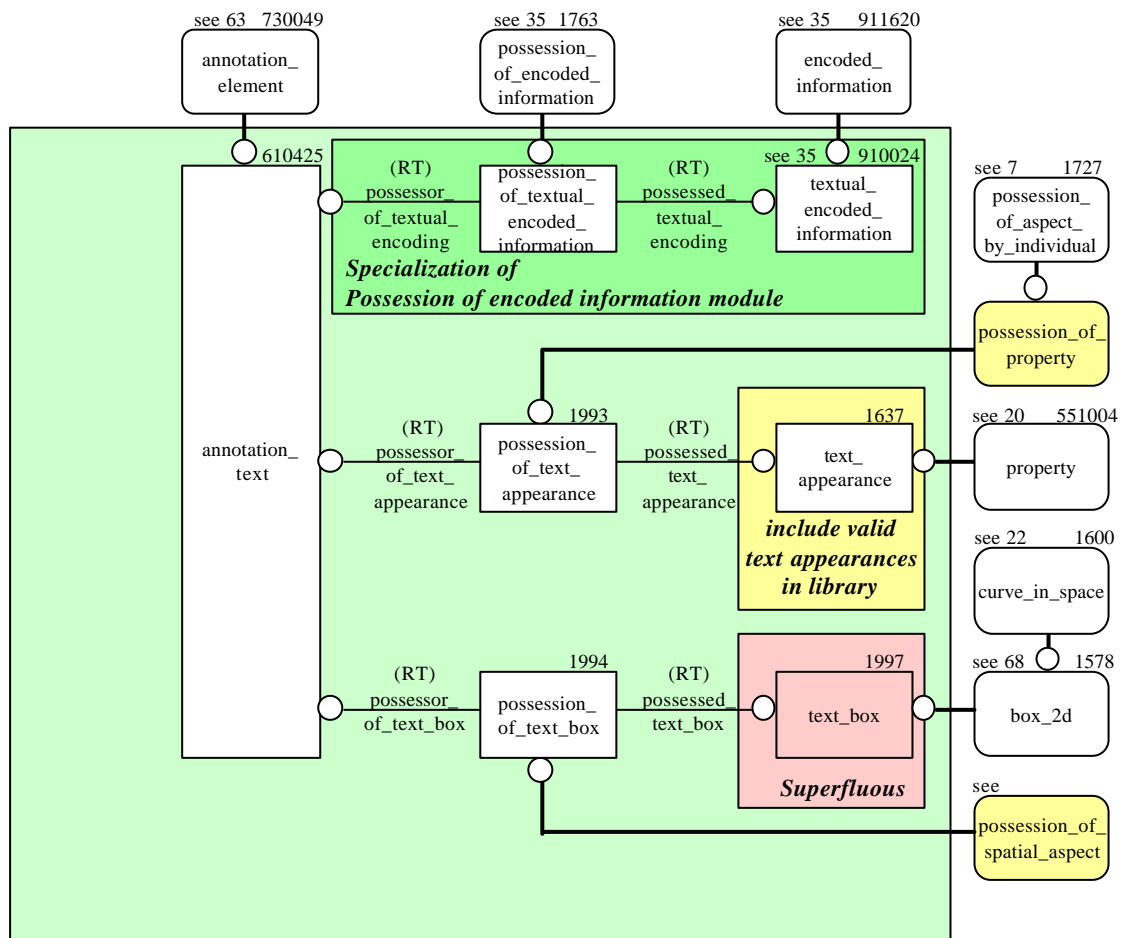 see 63 730049
annotation_
element
see 35 1763
possession_
of_encoded_
information
see 35 911620
encoded_
information
610425
annotation_
text
(RT)
possessor_
of_textual_
encoding
possession_
of_textual_
encoded_
information
(RT)
possessed_
textual_
encoding
see 35 910024
textual_
encoded_
information
Specialization of
Possession of encoded information module
see 7 1727
possession_
of_aspect_
by_individual
possession_of_
property
(RT)
possessor_
of_text_
appearance
1993
possession_
of_text_
appearance
(RT)
possessed_
text_
appearance
1637
text_
appearance
include valid
text appearances
in library
see 20 551004
property
see 22 1600
curve_in_space
(RT)
possessor_
of_text_box
1994
possession_
of_text_box
(RT)
possessed_
text_box
1997
text_box
Superfluous
see 68 1578
box_2d
see
possession_of_
spatial_aspect